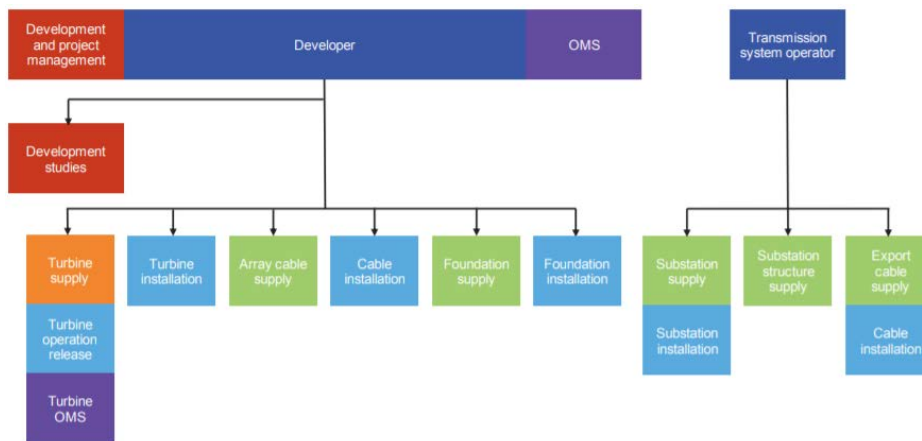 Development
and project
management
Developer
OMS
Transmission
system operator
Development
studies
Turbine
supply
Turbine
installation
Array cable
supply
Cable
installation
Foundation
supply
Foundation
installation
Substation
supply
Substation
structure
supply
Export
cable
supply
Turbine
operation
release
Substation
installation
Cable
installation
Turbine
OMS